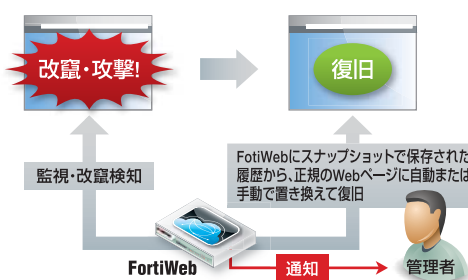 改竄・攻撃!
復旧
監視・改竄検知
FotiWebにスナップショットで保存された
履歴から、正規のWebページに自動または
手動で置き換えて復旧
FortiWeb
通知
管理者